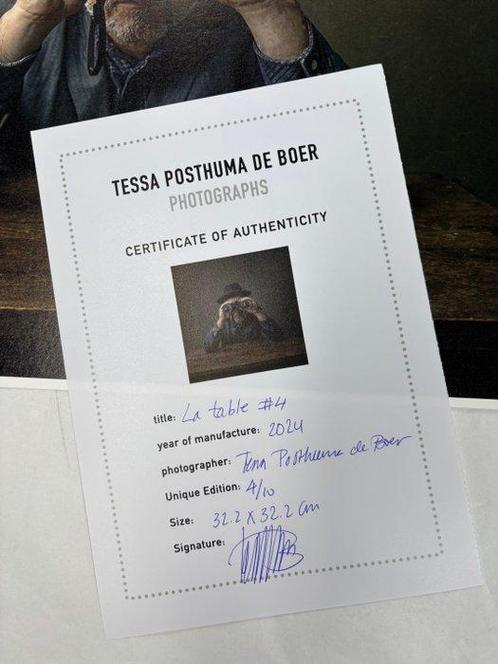 TESSA POSTHUMA DE BOER
PHOTOGRAPHS
CERTIFICATE OF AUTHENTICITY
title: La table #4
year of manufacture: 2024
photographer: Tessa Posthuma de Boer
Unique Edition: 4/10
Size: 32.2 x 32.2 cm
Signature: